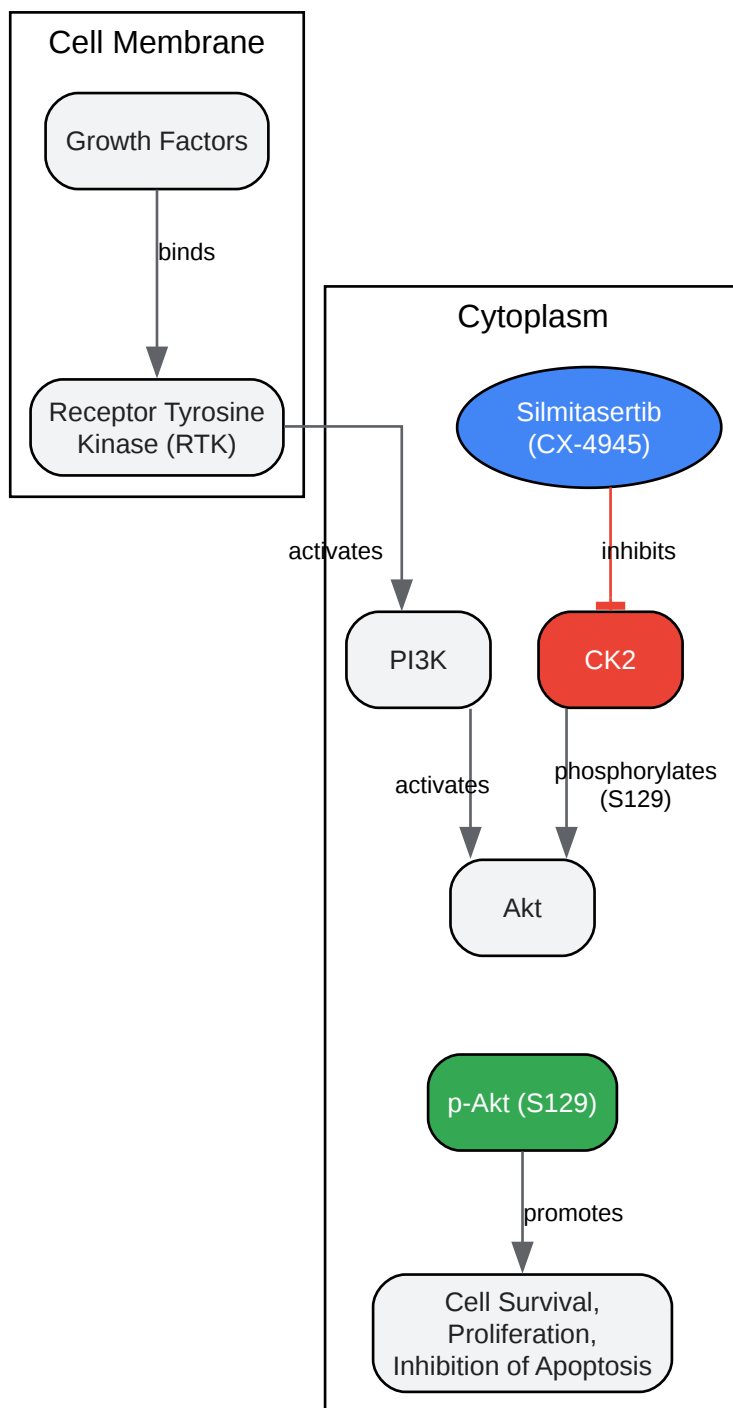 Cell Membrane
Growth Factors
binds
Receptor Tyrosine
Kinase (RTK)
Cytoplasm
Silmitasertib
(CX-4945)
activates
inhibits
PI3K
CK2
activates
phosphorylates
(S129)
Akt
p-Akt (S129)
promotes
Cell Survival,
Proliferation,
Inhibition of Apoptosis